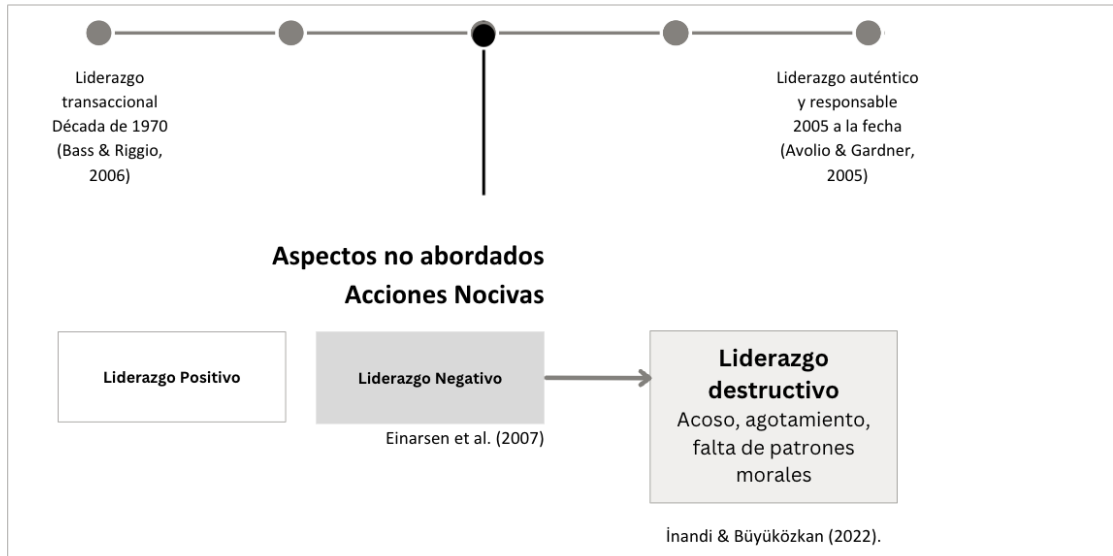 Liderazgo
transaccional
Década de 1970
(Bass & Riggio,
2006)
Liderazgo auténtico
y responsable
2005 a la fecha
(Avolio & Gardner,
2005)
Aspectos no abordados
Acciones Nocivas
Liderazgo Positivo
Liderazgo Negativo
Einarsen et al. (2007)
Liderazgo
destructivo
Acoso, agotamiento,
falta de patrones
morales
İnandi & Büyüközkan (2022).